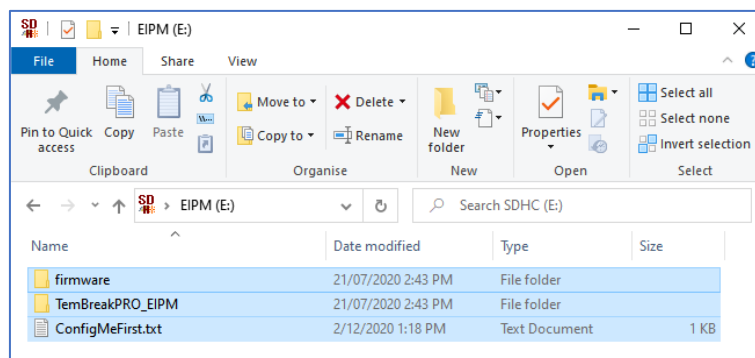 SD EIPM (E:)
File Home Share View
Pin to Quick access Copy Paste
Move to Copy to
Delete Rename
New folder
Properties
Select all
Select none
Invert selection
Clipboard Organise New Open Select
SD EIPM (E:) Search SDHC (E:)
Name Date modified Type Size
firmware 21/07/2020 2:43 PM File folder
TemBreakPRO_EIPM 21/07/2020 2:43 PM File folder
ConfigMeFirst.txt 2/12/2020 1:18 PM Text Document 1 KB